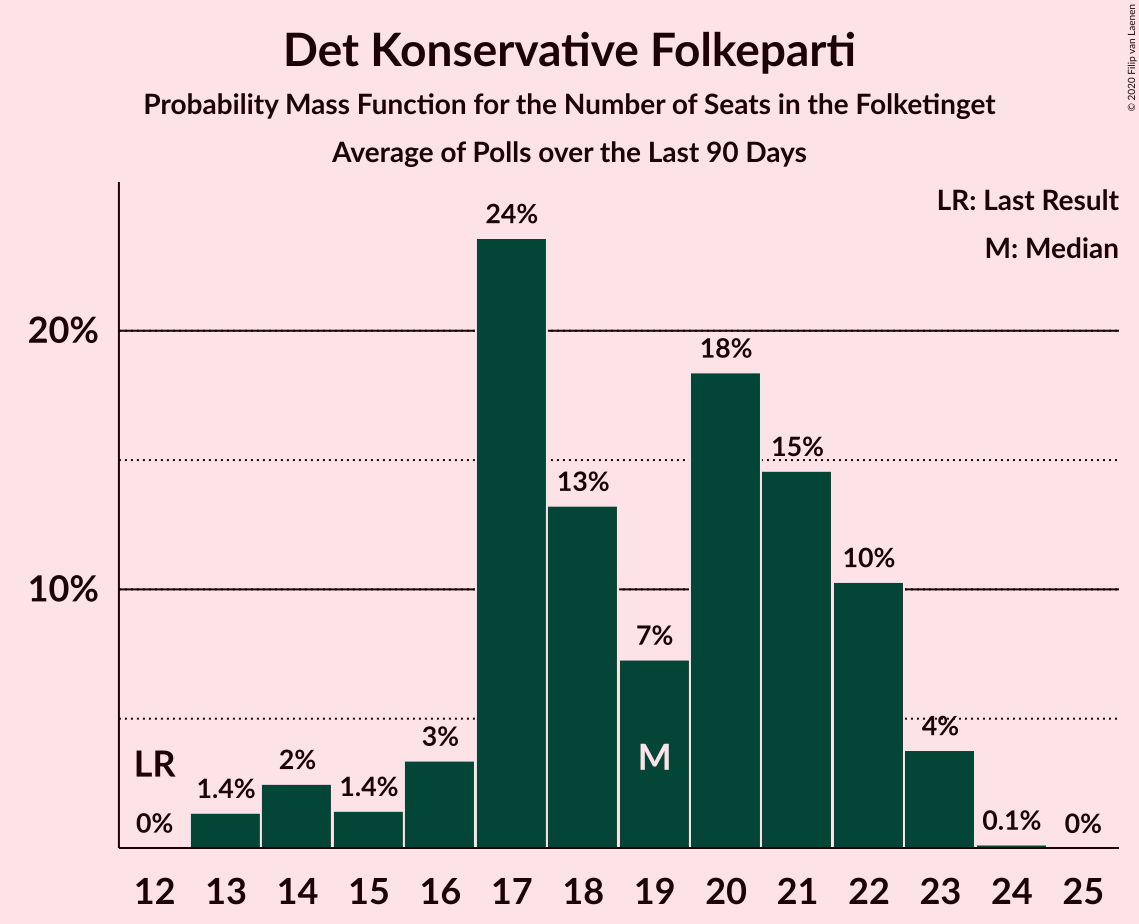 Det Konservative Folkeparti
Probability Mass Function for the Number of Seats in the Folketinget
Average of Polls over the Last 90 Days
© 2020 Filip van Laenen
LR: Last Result
M: Median
24%
20%
18%
15%
13%
10%
10%
7%
4%
3%
M
LR
2%
1.4%
1.4%
0%
0.1%
0%
12 13 14 15 16 17 18 19 20 21 22 23 24 25